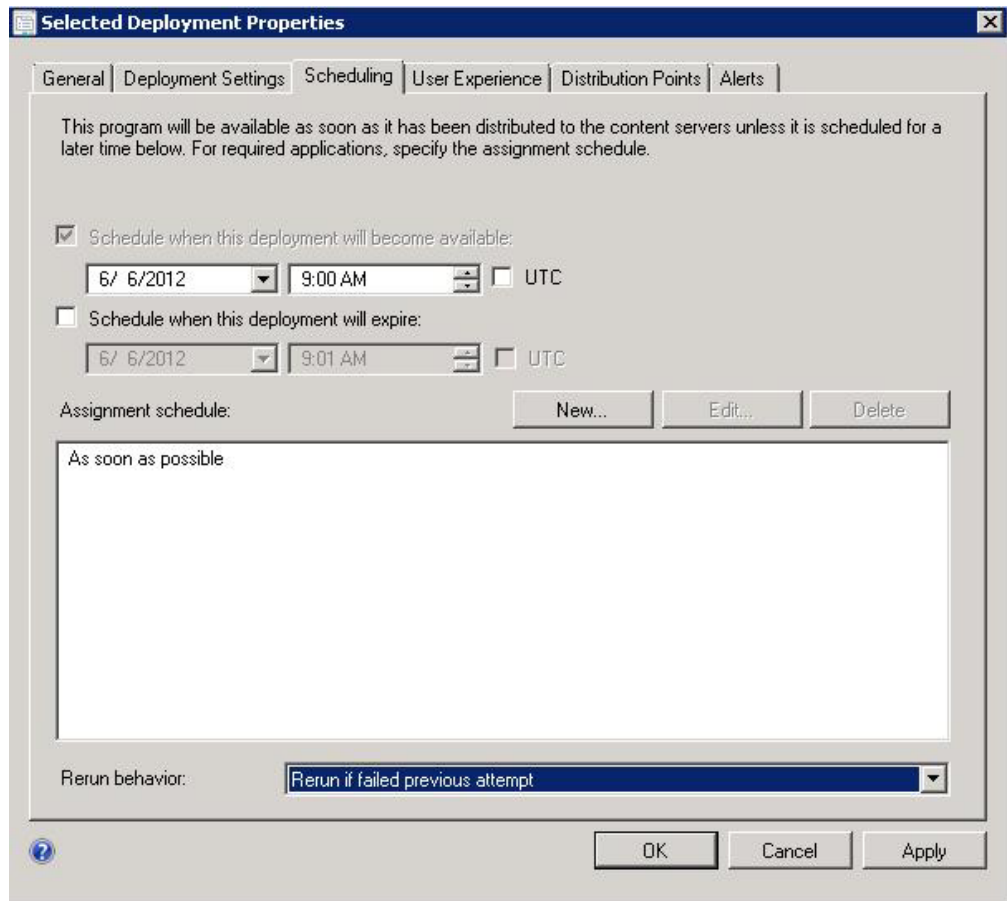 Selected Deployment Properties
General Deployment Settings Scheduling User Experience Distribution Points Alerts
This program will be available as soon as it has been distributed to the content servers unless it is scheduled for a
later time below. For required applications, specify the assignment schedule.
Schedule when this deployment will become available:
6/ 6/2012 9:00 AM UTC
Schedule when this deployment will expire:
6/ 6/2012 9:01 AM UTC
Assignment schedule: New... Edit... Delete
As soon as possible
Rerun behavior: Rerun if failed previous attempt
OK Cancel Apply